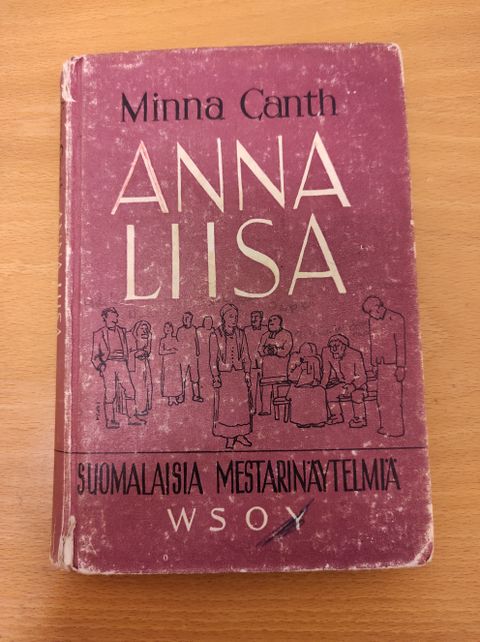 Minna Canth
ANNA
LIISA
SUOMALAISIA MESTARINÄYTELMIÄ
WSOY